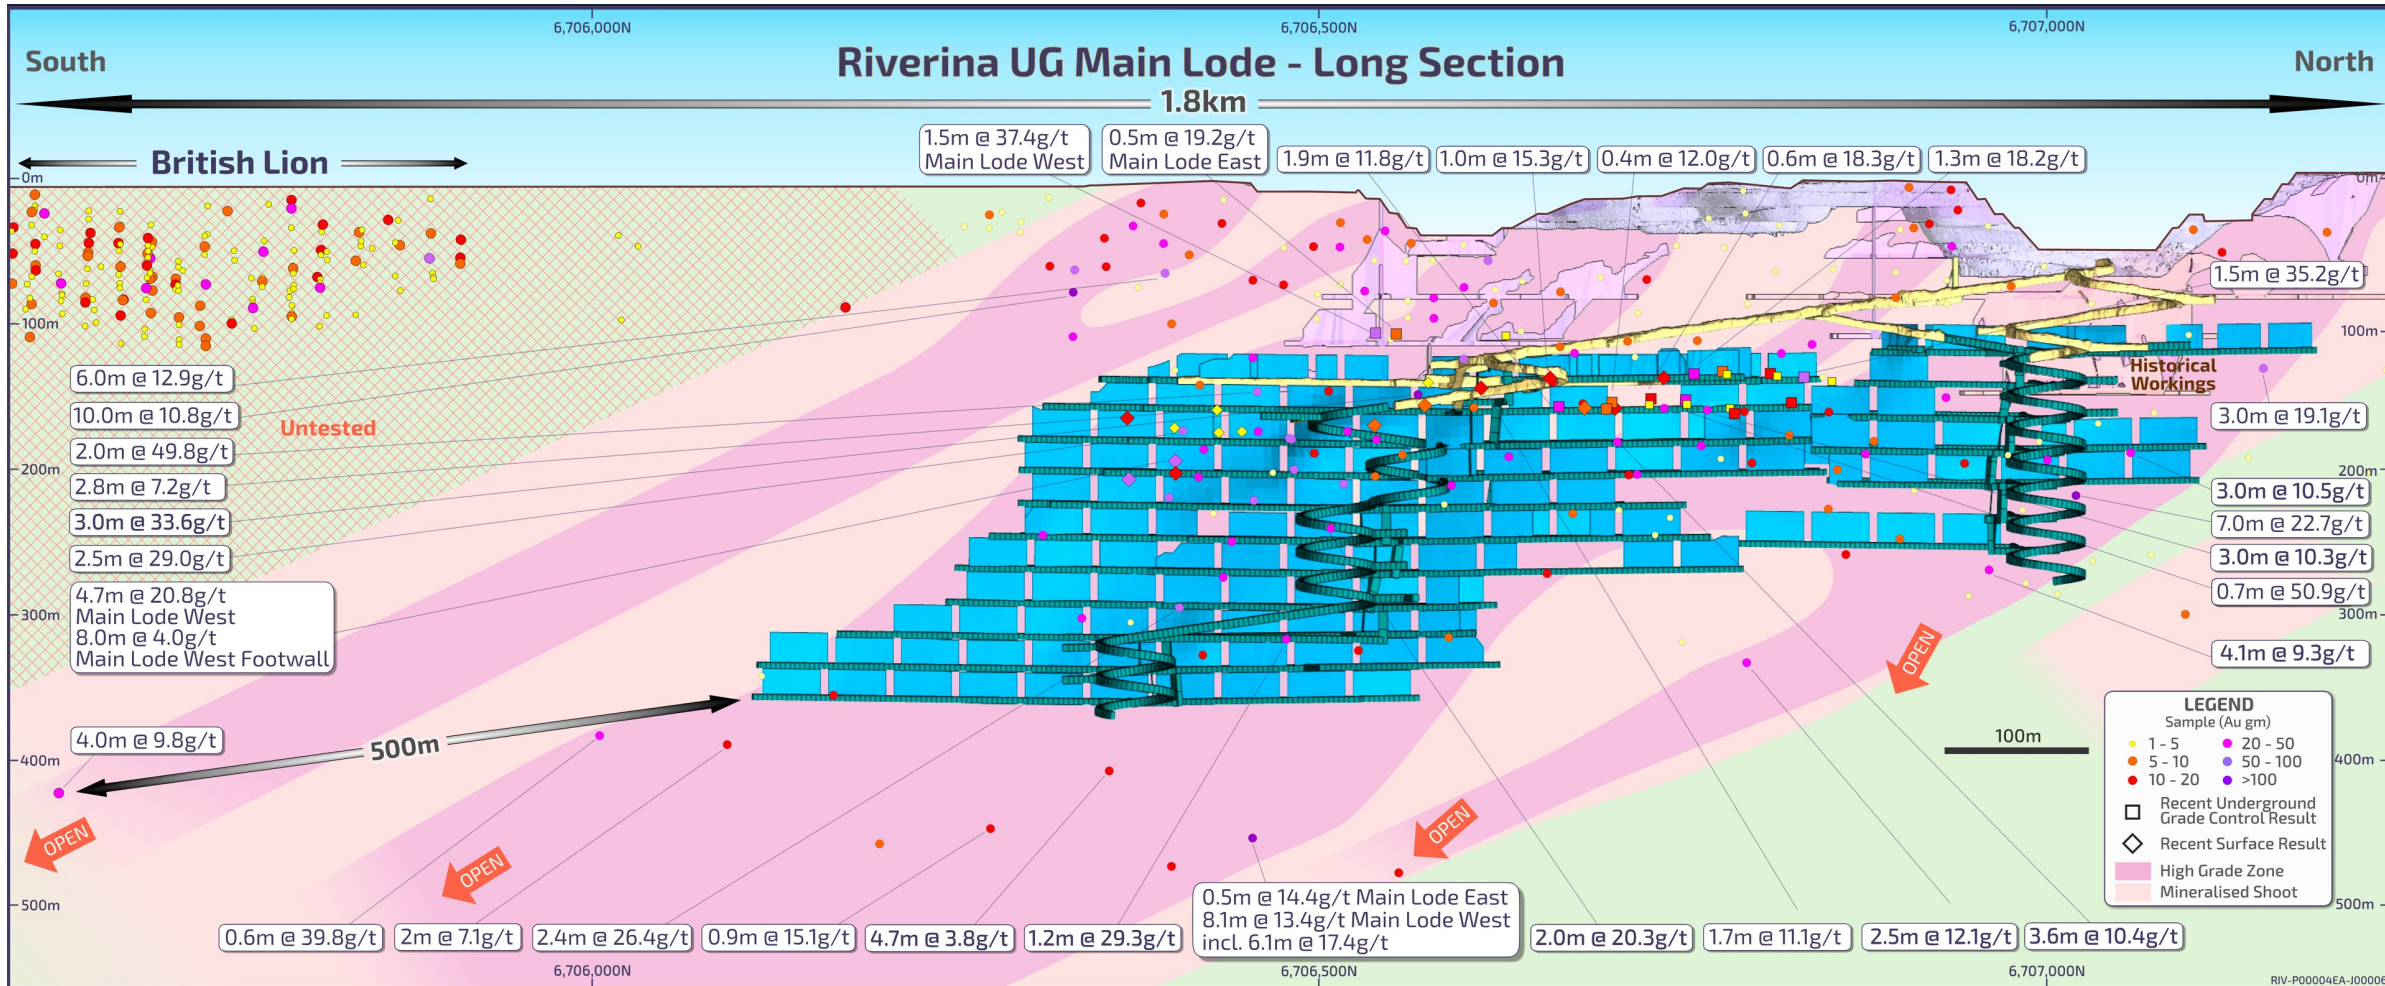 6,706,000N
6,706,500N
6,707,000N
South
Riverina UG Main Lode - Long Section
North
1.8km
British Lion
1.5m @ 37.4g/t
Main Lode West
0.5m @ 19.2g/t
Main Lode East
1.9m @ 11.8g/t
1.0m @ 15.3g/t
0.4m @ 12.0g/t
0.6m @ 18.3g/t
1.3m @ 18.2g/t
0m
0m
1.5m @ 35.2g/t
100m
100m
Historical
Workings
6.0m @ 12.9g/t
10.0m @ 10.8g/t
Untested
3.0m @ 19.1g/t
2.0m @ 49.8g/t
200m
200m
2.8m @ 7.2g/t
3.0m @ 10.5g/t
3.0m @ 33.6g/t
7.0m @ 22.7g/t
2.5m @ 29.0g/t
3.0m @ 10.3g/t
4.7m @ 20.8g/t
Main Lode West
8.0m @ 4.0g/t
Main Lode West Footwall
0.7m @ 50.9g/t
300m
300m
4.1m @ 9.3g/t
OPEN
4.0m @ 9.8g/t
500m
400m
400m
100m
LEGEND
Sample (Au gm)
1 - 5
20 - 50
5 - 10
50 - 100
10 - 20
>100
Recent Underground
Grade Control Result
Recent Surface Result
High Grade Zone
Mineralised Shoot
OPEN
OPEN
OPEN
500m
500m
0.6m @ 39.8g/t
2m @ 7.1g/t
2.4m @ 26.4g/t
0.9m @ 15.1g/t
4.7m @ 3.8g/t
1.2m @ 29.3g/t
0.5m @ 14.4g/t Main Lode East
8.1m @ 13.4g/t Main Lode West
incl. 6.1m @ 17.4g/t
2.0m @ 20.3g/t
1.7m @ 11.1g/t
2.5m @ 12.1g/t
3.6m @ 10.4g/t
6,706,000N
6,706,500N
6,707,000N
RIV-P00004EA-J00006